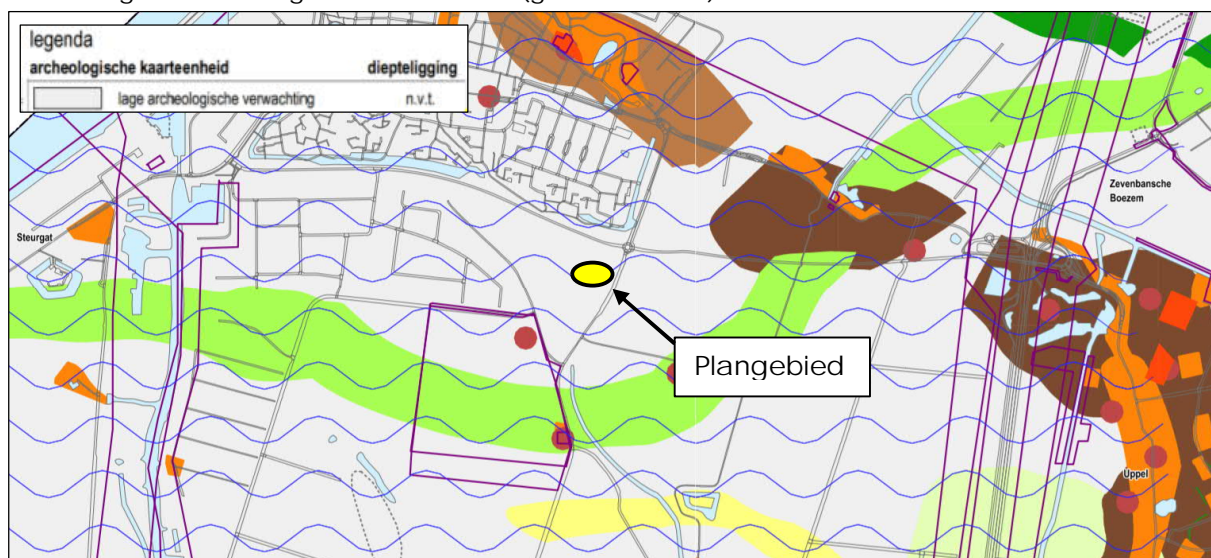 legenda
archeologische kaarteenheid diepteligging
lage archeologische verwachting n.v.t.
Zevenbansche
Boezem
Steurgat
Plangebied
Uppel